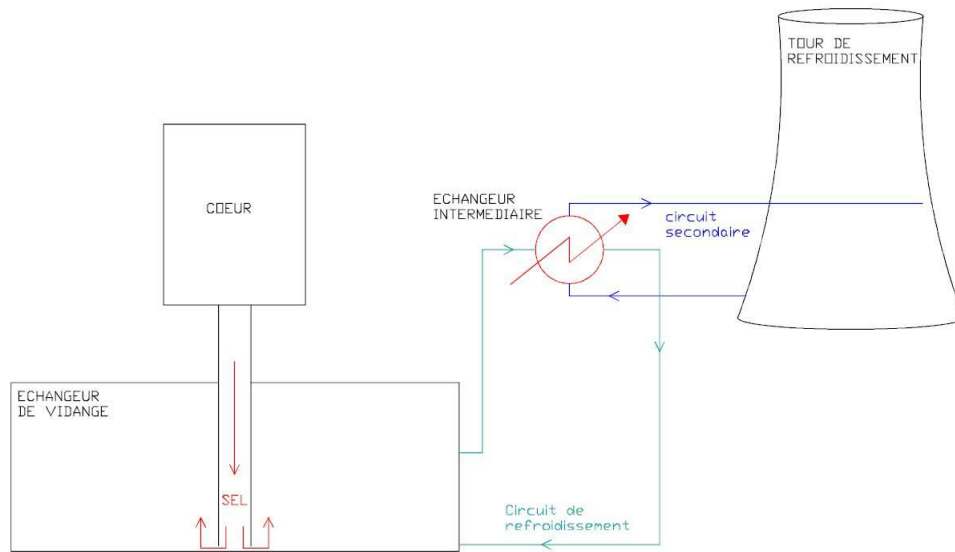 TOUR DE
REFROIDISSEMENT
COEUR
ECHANGEUR
INTERMEDIAIRE
circuit
secondaire
ECHANGEUR
DE VIDANGE
SEL
Circuit de
refroidissement